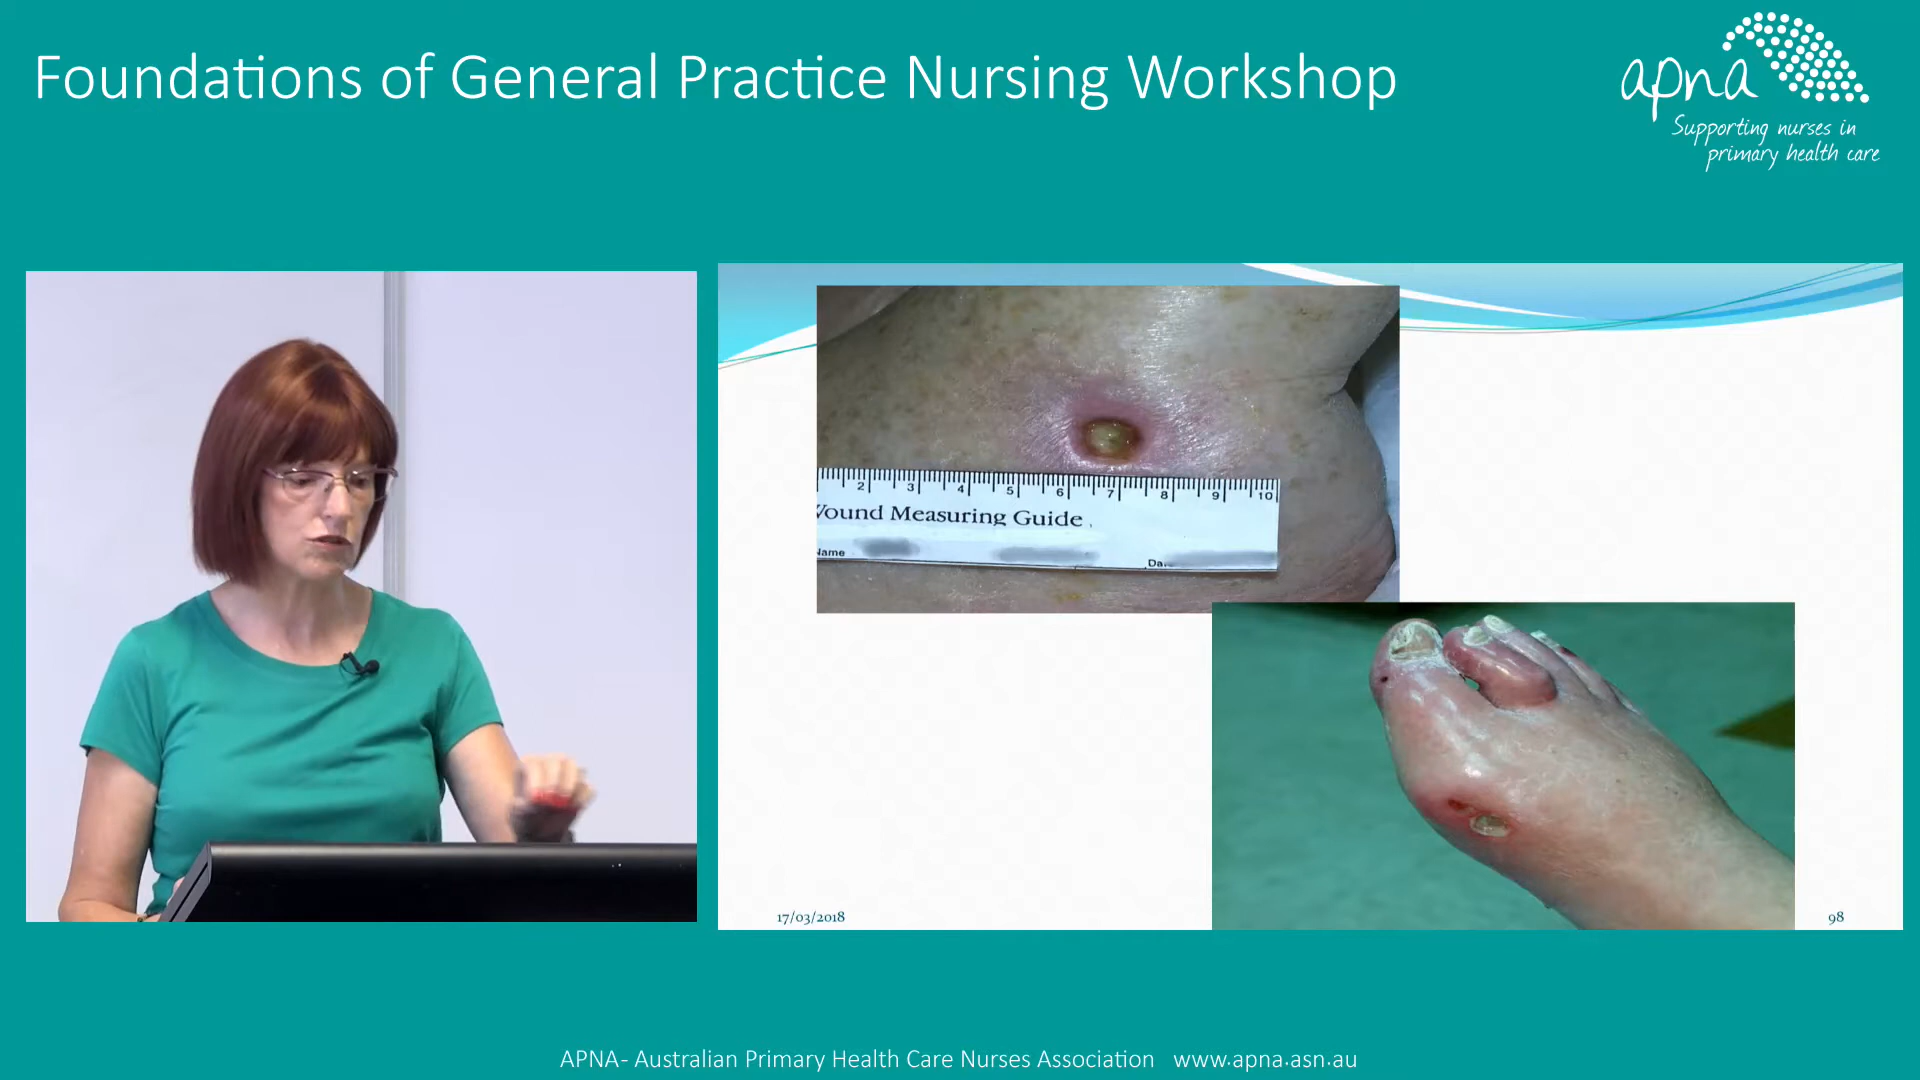 Foundations of General Practice Nursing Workshop
apna
Supporting nurses in
primary health care
2 3 4 5 6 7 8 9 10
Wound Measuring Guide
Name
17/03/2018
98
APNA- Australian Primary Health Care Nurses Association www.apna.asn.au